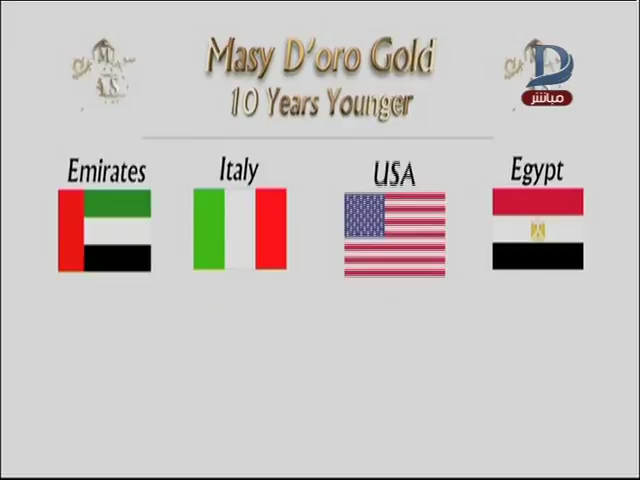 Masy D'oro Gold
10 Years Younger
مباشر
Emirates
Italy
USA
Egypt